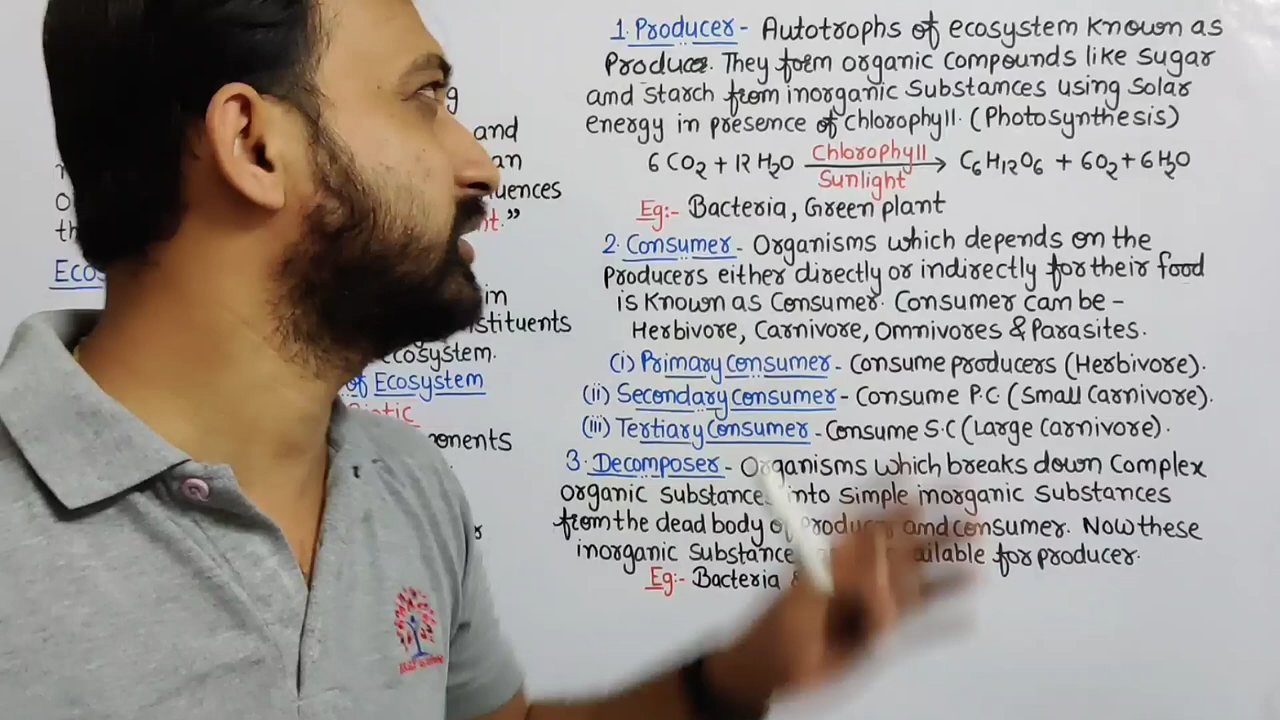 g
and
an
uences
nt.”
Eco
in
stituents
ecosystem.
of Ecosystem
Biotic
onents
1. Producer - Autotrophs of ecosystem known as
Producer. They form organic compounds like sugar
and starch from inorganic substances using solar
energy in presence of chlorophyll. (Photosynthesis)
6CO₂ + 12H₂O Chlorophyll Sunlight → C₆H₁₂O₆ + 6O₂ + 6H₂O
Eg:- Bacteria, Green plant
2. Consumer - Organisms which depends on the
Producers either directly or indirectly for their food
is known as Consumer. Consumer can be -
Herbivore, Carnivore, Omnivores & Parasites.
(i) Primary consumer - Consume producers (Herbivore).
(ii) Secondary consumer - Consume P.C. (Small Carnivore).
(iii) Tertiary Consumer - Consume S.C (Large Carnivore).
3. Decomposer - Organisms which breaks down Complex
organic substances into simple inorganic substances
from the dead body of Producer and consumer. Now these
inorganic substance ailable for producer.
Eg:- Bacteria &